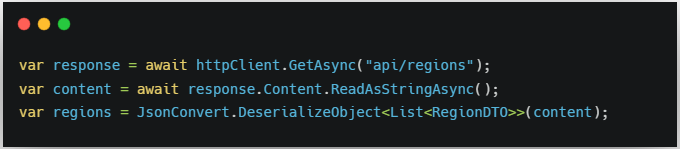 var response = await httpClient.GetAsync("api/regions");
var content = await response.Content.ReadAsStringAsync();
var regions = JsonConvert.DeserializeObject<List<RegionDTO>>(content);